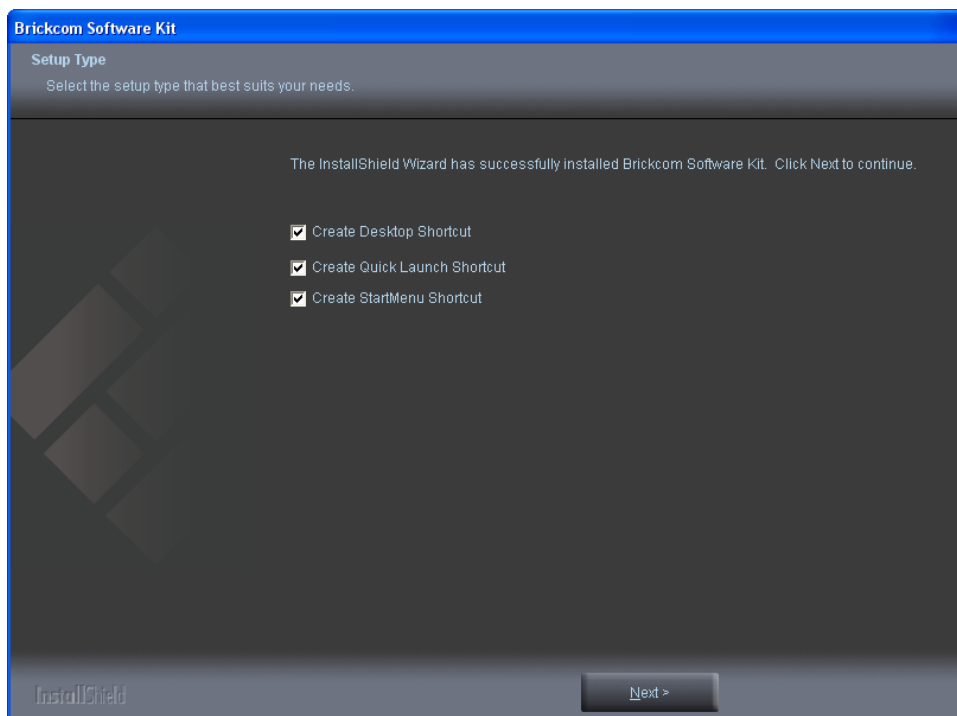 Brickcom Software Kit
Setup Type
Select the setup type that best suits your needs.
The InstallShield Wizard has successfully installed Brickcom Software Kit. Click Next to continue.
Create Desktop Shortcut
Create Quick Launch Shortcut
Create StartMenu Shortcut
InstallShield
Next >